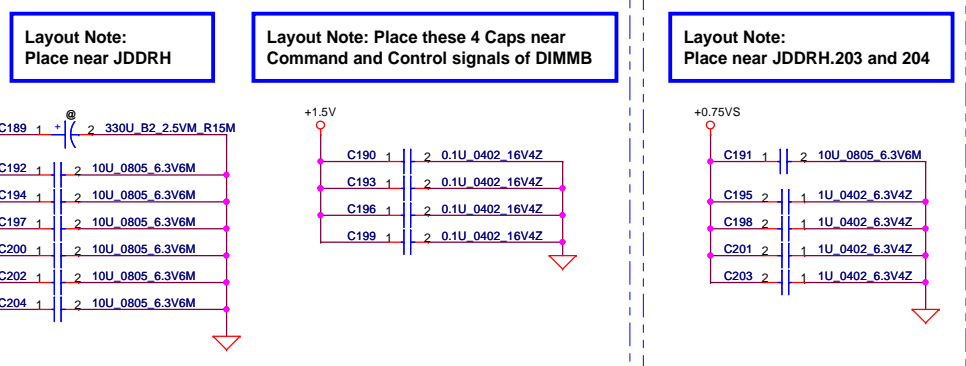 Layout Note:
Place near JDDRH
@
C189 1 + 2 330U_B2_2.5VM_R15M
C192 1 2 10U_0805_6.3V6M
C194 1 2 10U_0805_6.3V6M
C197 1 2 10U_0805_6.3V6M
C200 1 2 10U_0805_6.3V6M
C202 1 2 10U_0805_6.3V6M
C204 1 2 10U_0805_6.3V6M
Layout Note: Place these 4 Caps near
Command and Control signals of DIMMB
+1.5V
C190 1 2 0.1U_0402_16V4Z
C193 1 2 0.1U_0402_16V4Z
C196 1 2 0.1U_0402_16V4Z
C199 1 2 0.1U_0402_16V4Z
Layout Note:
Place near JDDRH.203 and 204
+0.75VS
C191 1 2 10U_0805_6.3V6M
C195 2 1 1U_0402_6.3V4Z
C198 2 1 1U_0402_6.3V4Z
C201 2 1 1U_0402_6.3V4Z
C203 2 1 1U_0402_6.3V4Z